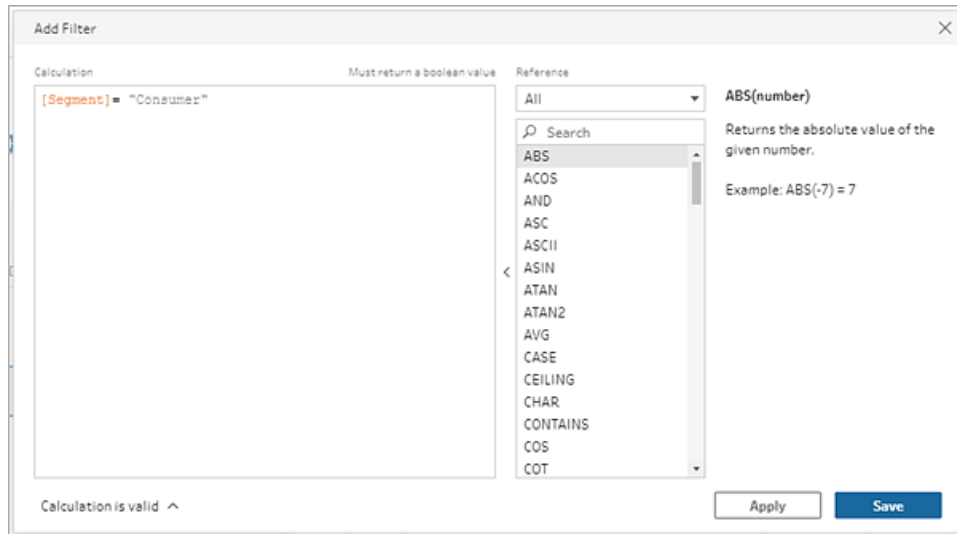 Add Filter
Calculation
Must return a boolean value
Reference
[Segment]= "Consumer"
All
Search
ABS
ACOS
AND
ASC
ASCII
ASIN
ATAN
ATAN2
AVG
CASE
CEILING
CHAR
CONTAINS
COS
COT
ABS(number)
Returns the absolute value of the
given number.
Example: ABS(-7) = 7
Calculation is valid
Apply
Save